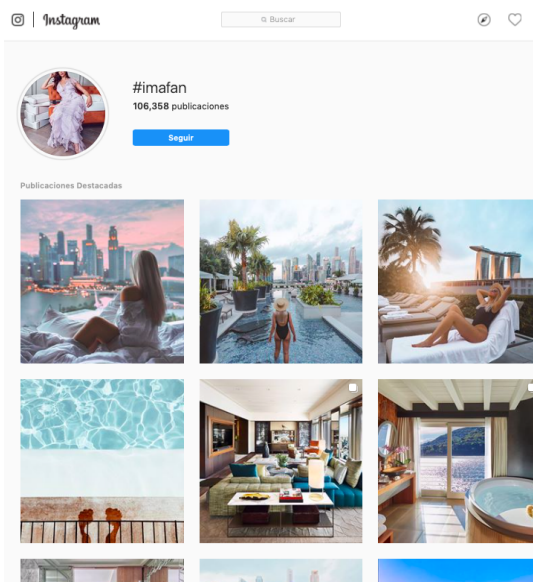 Instagram
Buscar
#imafan
106,358 publicaciones
Seguir
Publicaciones Destacadas